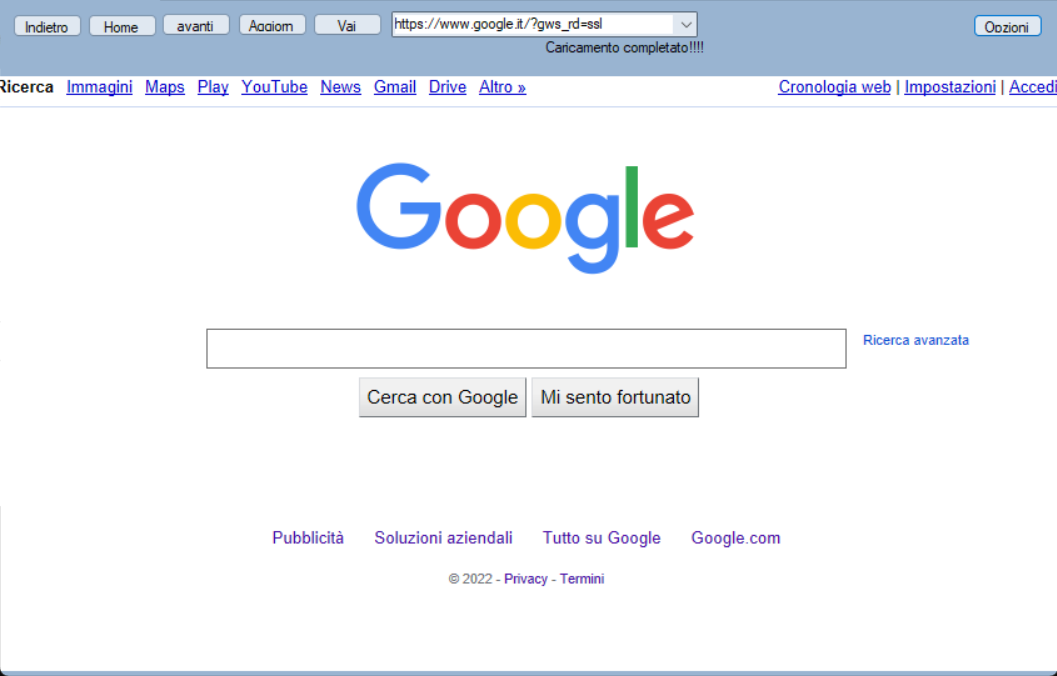 Indietro Home avanti Aggiorn Vai https://www.google.it/?gws_rd=ssl Opzioni
Caricamento completato!!!!
Ricerca Immagini Maps Play YouTube News Gmail Drive Altro » Cronologia web | Impostazioni | Accedi
Google
Ricerca avanzata
Cerca con Google Mi sento fortunato
Pubblicità Soluzioni aziendali Tutto su Google Google.com
© 2022 - Privacy - Termini